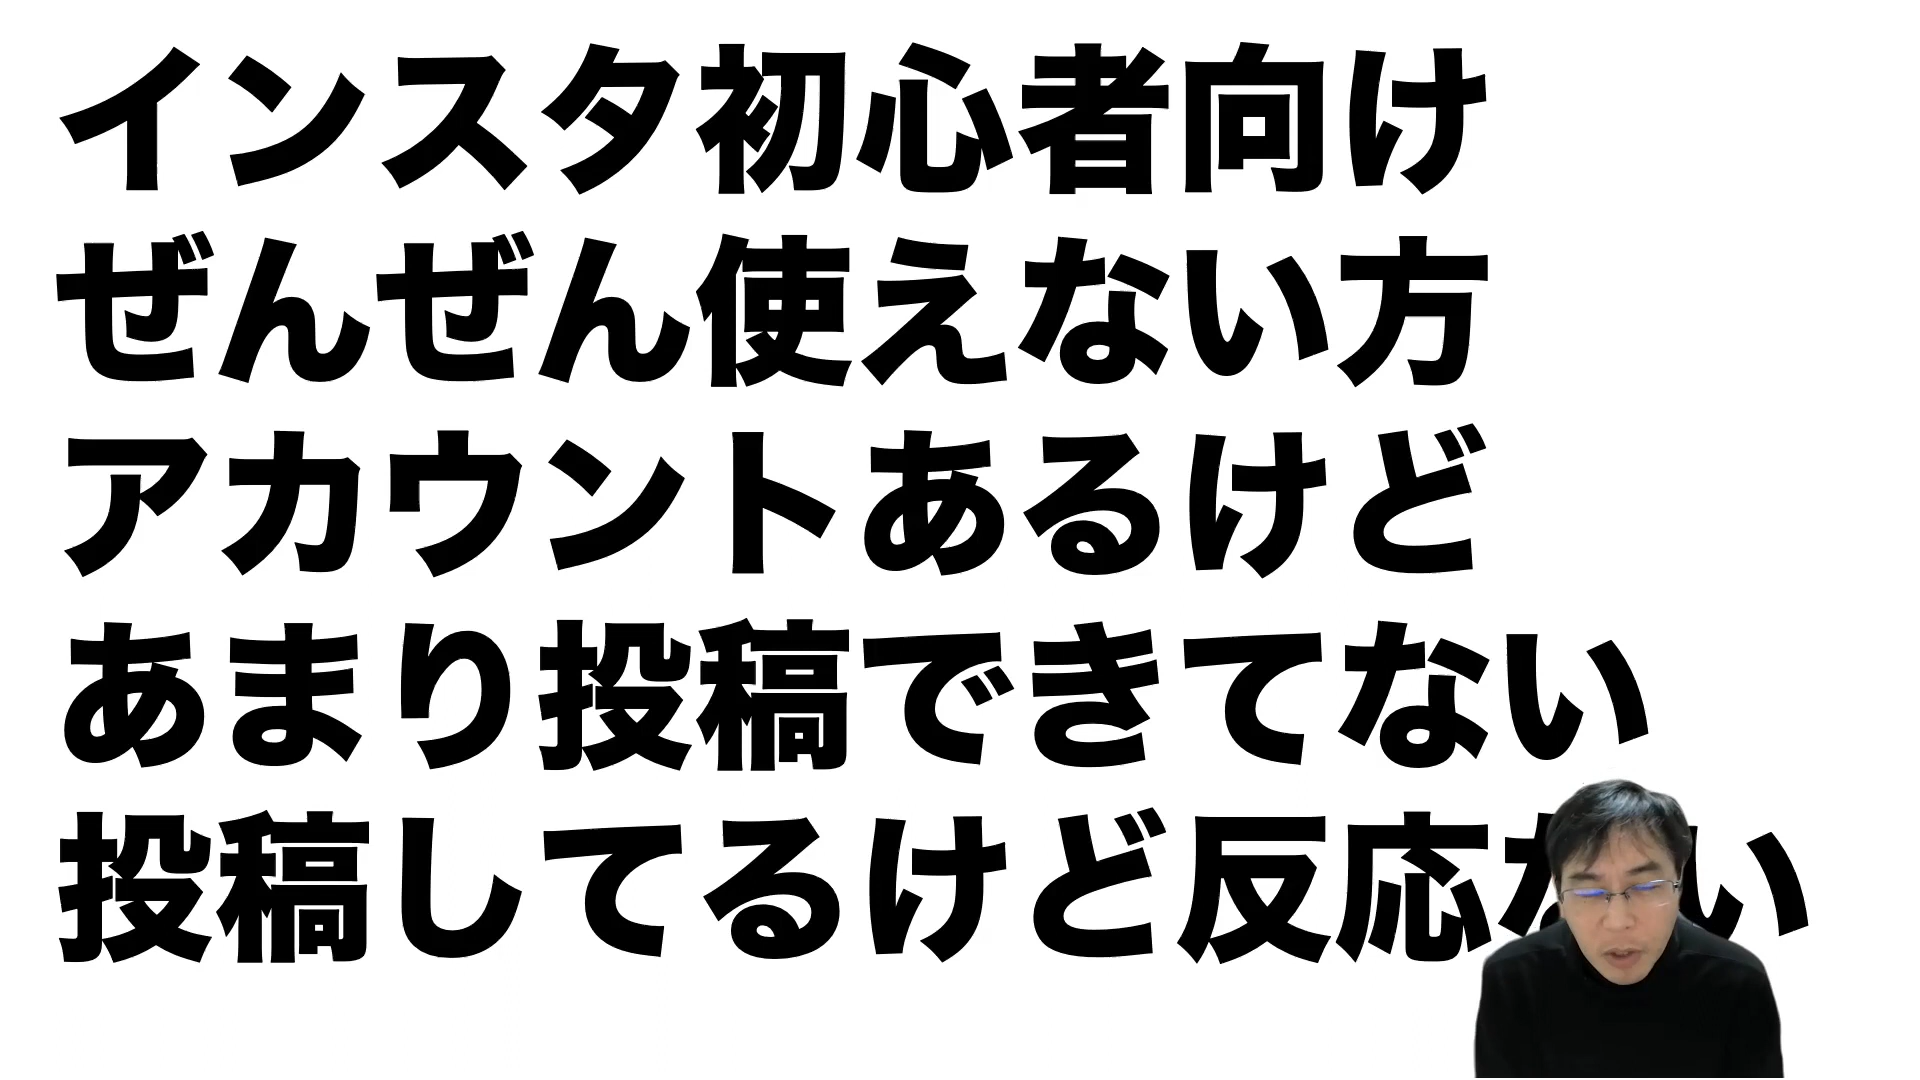 インスタ初心者向け
ぜんぜん使えない方
アカウントあるけど
あまり投稿できてない
投稿してるけど反応ない